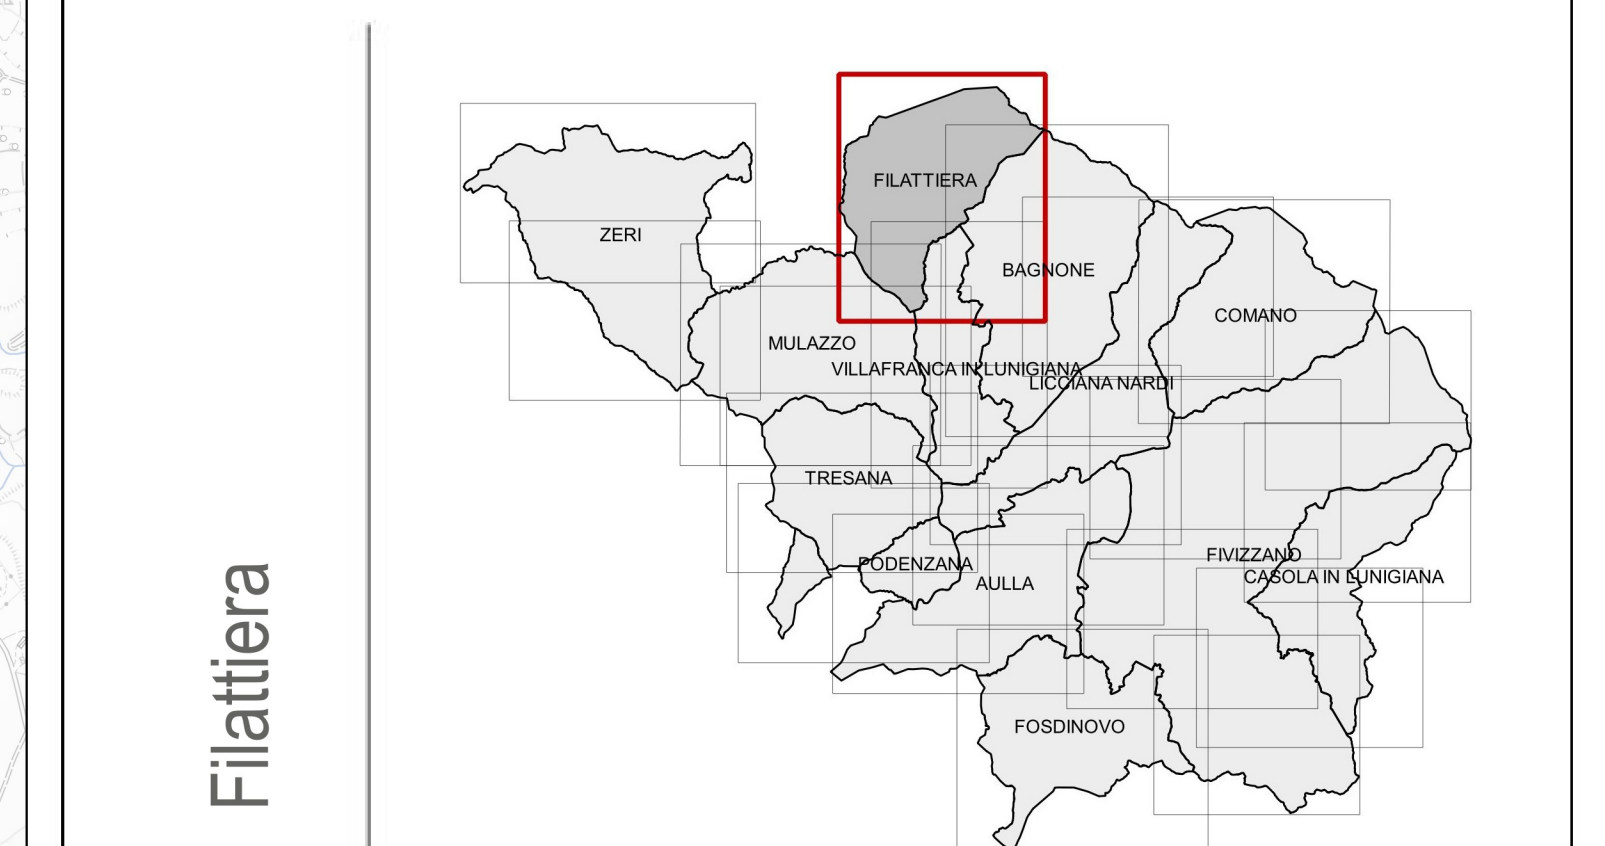 Filattiera
FILATTIERA
ZERI
BAGNONE
COMANO
MULAZZO
VILLAFRANCA IN LUNIGIANA
LICCIANA NARDI
TRESANA
PODENZANA
AULLA
FIVIZZANO
CASOLA IN LUNIGIANA
FOSDINOVO